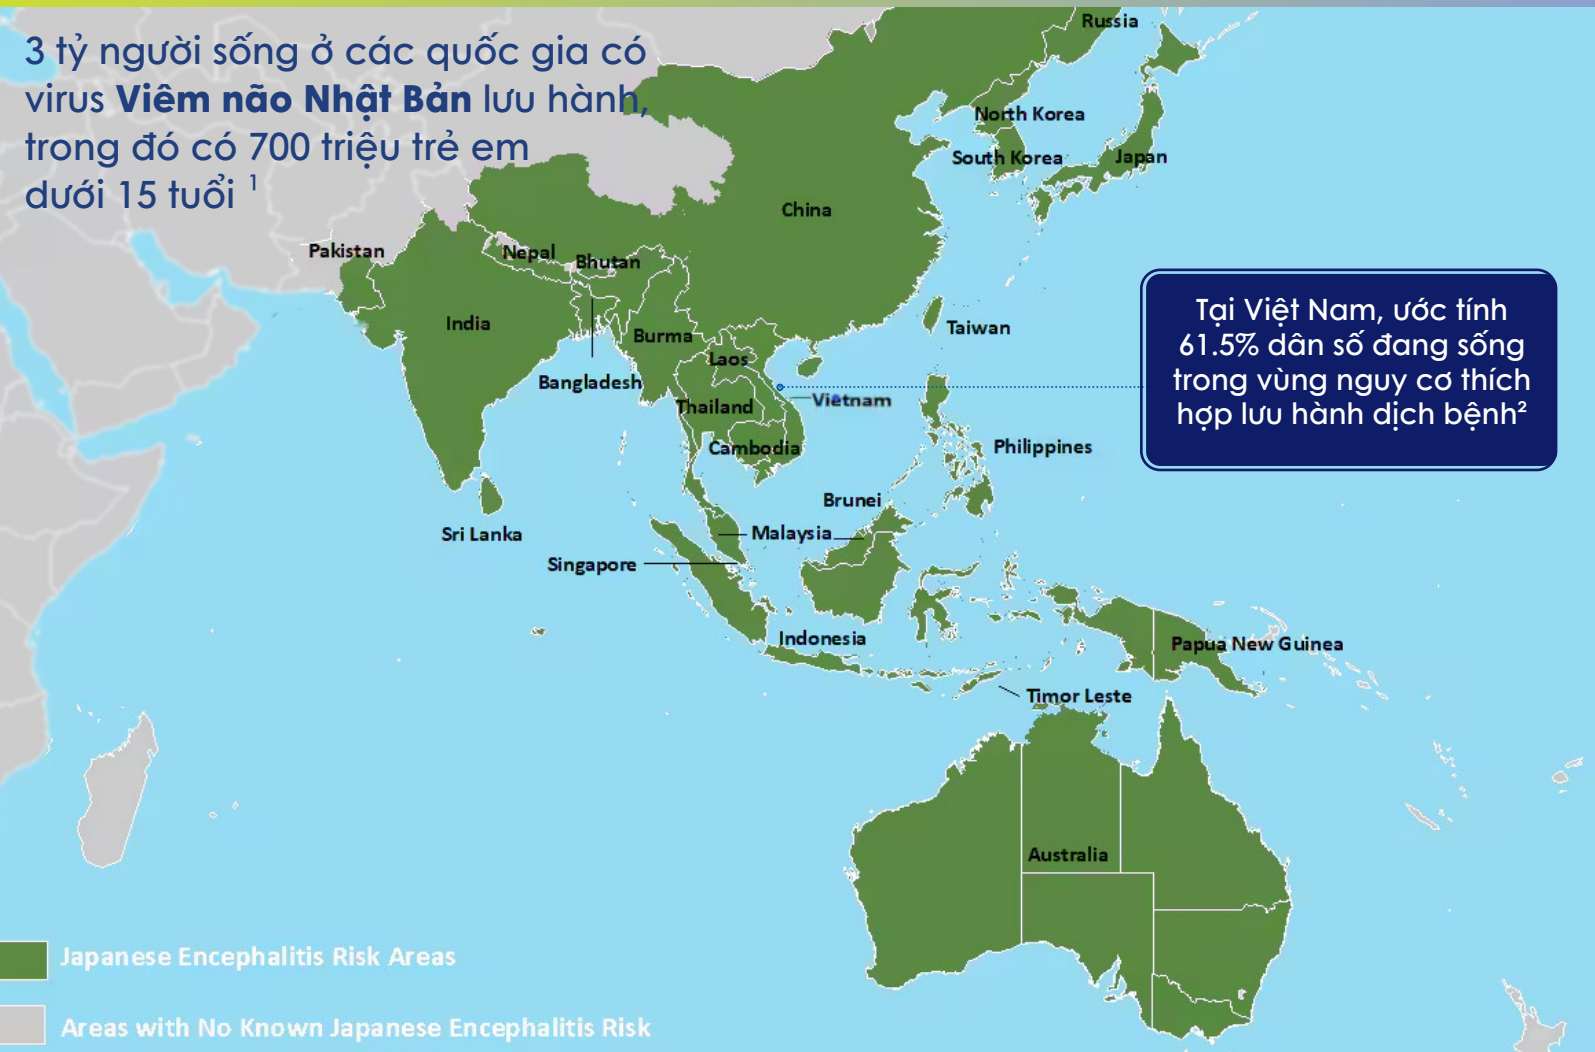 3 tỷ người sống ở các quốc gia có
virus Viêm não Nhật Bản lưu hành,
trong đó có 700 triệu trẻ em
dưới 15 tuổi ¹
Russia
North Korea
South Korea
Japan
China
Pakistan
Nepal
Bhutan
India
Burma
Taiwan
Laos
Bangladesh
Thailand
Vietnam
Cambodia
Philippines
Tại Việt Nam, ước tính
61.5% dân số đang sống
trong vùng nguy cơ thích
hợp lưu hành dịch bệnh²
Brunei
Sri Lanka
Malaysia
Singapore
Indonesia
Papua New Guinea
Timor Leste
Australia
Japanese Encephalitis Risk Areas
Areas with No Known Japanese Encephalitis Risk